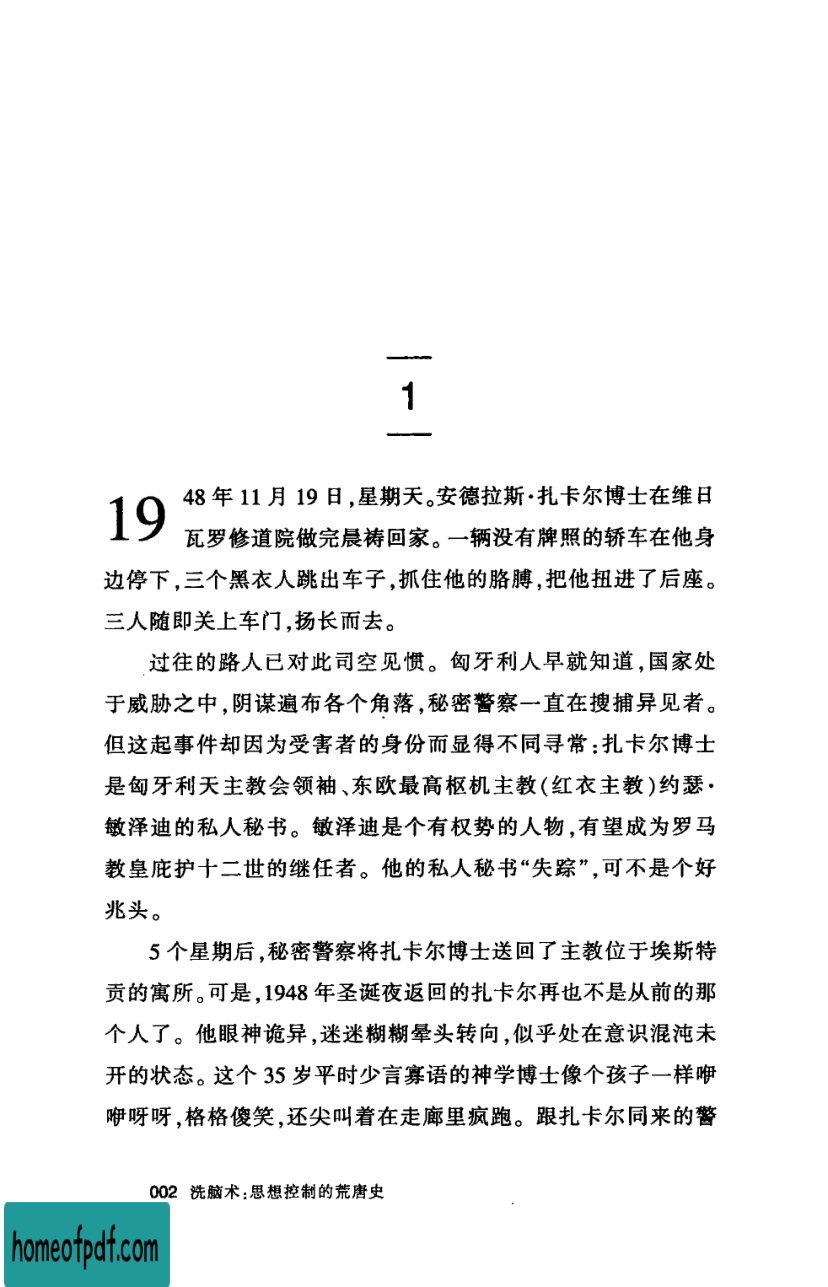 1
1948 年 11 月 19 日,星期天。安德拉斯·扎卡尔博士在维日
瓦罗修道院做完晨祷回家。一辆没有牌照的轿车在他身
边停下,三个黑衣人跳出车子,抓住他的胳膊,把他扭进了后座。
三人随即关上车门,扬长而去。
过往的路人已对此司空见惯。匈牙利人早就知道,国家处
于威胁之中,阴谋遍布各个角落,秘密警察一直在搜捕异见者。
但这起事件却因为受害者的身份而显得不同寻常:扎卡尔博士
是匈牙利天主教会领袖、东欧最高枢机主教(红衣主教)约瑟·
敏泽迪的私人秘书。敏泽迪是个有权势的人物,有望成为罗马
教皇庇护十二世的继任者。他的私人秘书“失踪”,可不是个好
兆头。
5 个星期后,秘密警察将扎卡尔博士送回了主教位于埃斯特
贡的寓所。可是,1948 年圣诞夜返回的扎卡尔再也不是从前的那
个人了。他眼神诡异,迷迷糊糊晕头转向,似乎处在意识混沌未
开的状态。这个 35 岁平时少言寡语的神学博士像个孩子一样咿
咿呀呀,格格傻笑,还尖叫着在走廊里疯跑。跟扎卡尔同来的警
002 洗脑术:思想控制的荒唐史
homeofpdf.com